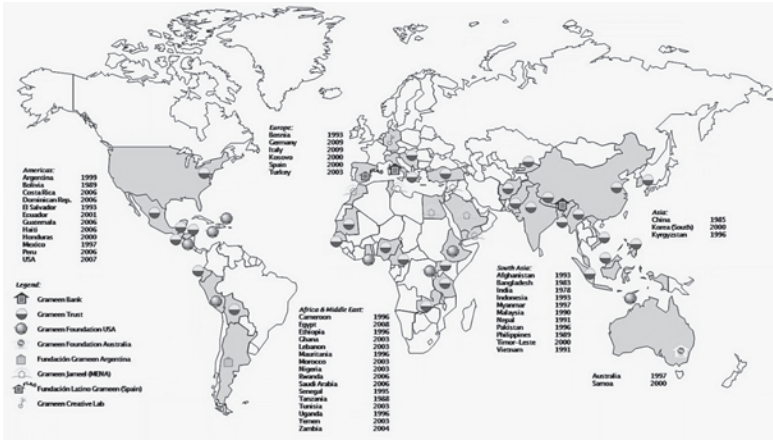 Americas:
Argentina 1999
Bolivia 1989
Costa Rica 2006
Dominican Rep. 2006
El Salvador 1993
Ecuador 2001
Guatemala 2006
Haiti 2006
Honduras 2000
Mexico 1997
Peru 2006
USA 2007
Legend:
Grameen Bank
Grameen Trust
Grameen Foundation USA
Grameen Foundation Australia
Fundación Grameen Argentina
Grameen Jameel (MENA)
Fundación Latino Grameen (Spain)
Grameen Creative Lab
Europe:
Bosnia 1993
Germany 2009
Italy 2009
Kosovo 2000
Spain 2000
Turkey 2003
Africa & Middle East:
Cameroon 1996
Egypt 2008
Ethiopia 1996
Ghana 2003
Lebanon 2003
Mauritania 1996
Morocco 2003
Nigeria 2003
Rwanda 2006
Saudi Arabia 2006
Senegal 1995
Tanzania 1988
Tunisia 2003
Uganda 1996
Yemen 2003
Zambia 2004
Asia:
China 1985
Korea (South) 2000
Kyrgyzstan 1996
South Asia:
Afghanistan 1993
Bangladesh 1983
India 1978
Indonesia 1993
Myanmar 1997
Malaysia 1990
Nepal 1991
Pakistan 1996
Philippines 1989
Timor-Leste 2000
Vietnam 1991
Australia 1997
Samoa 2000